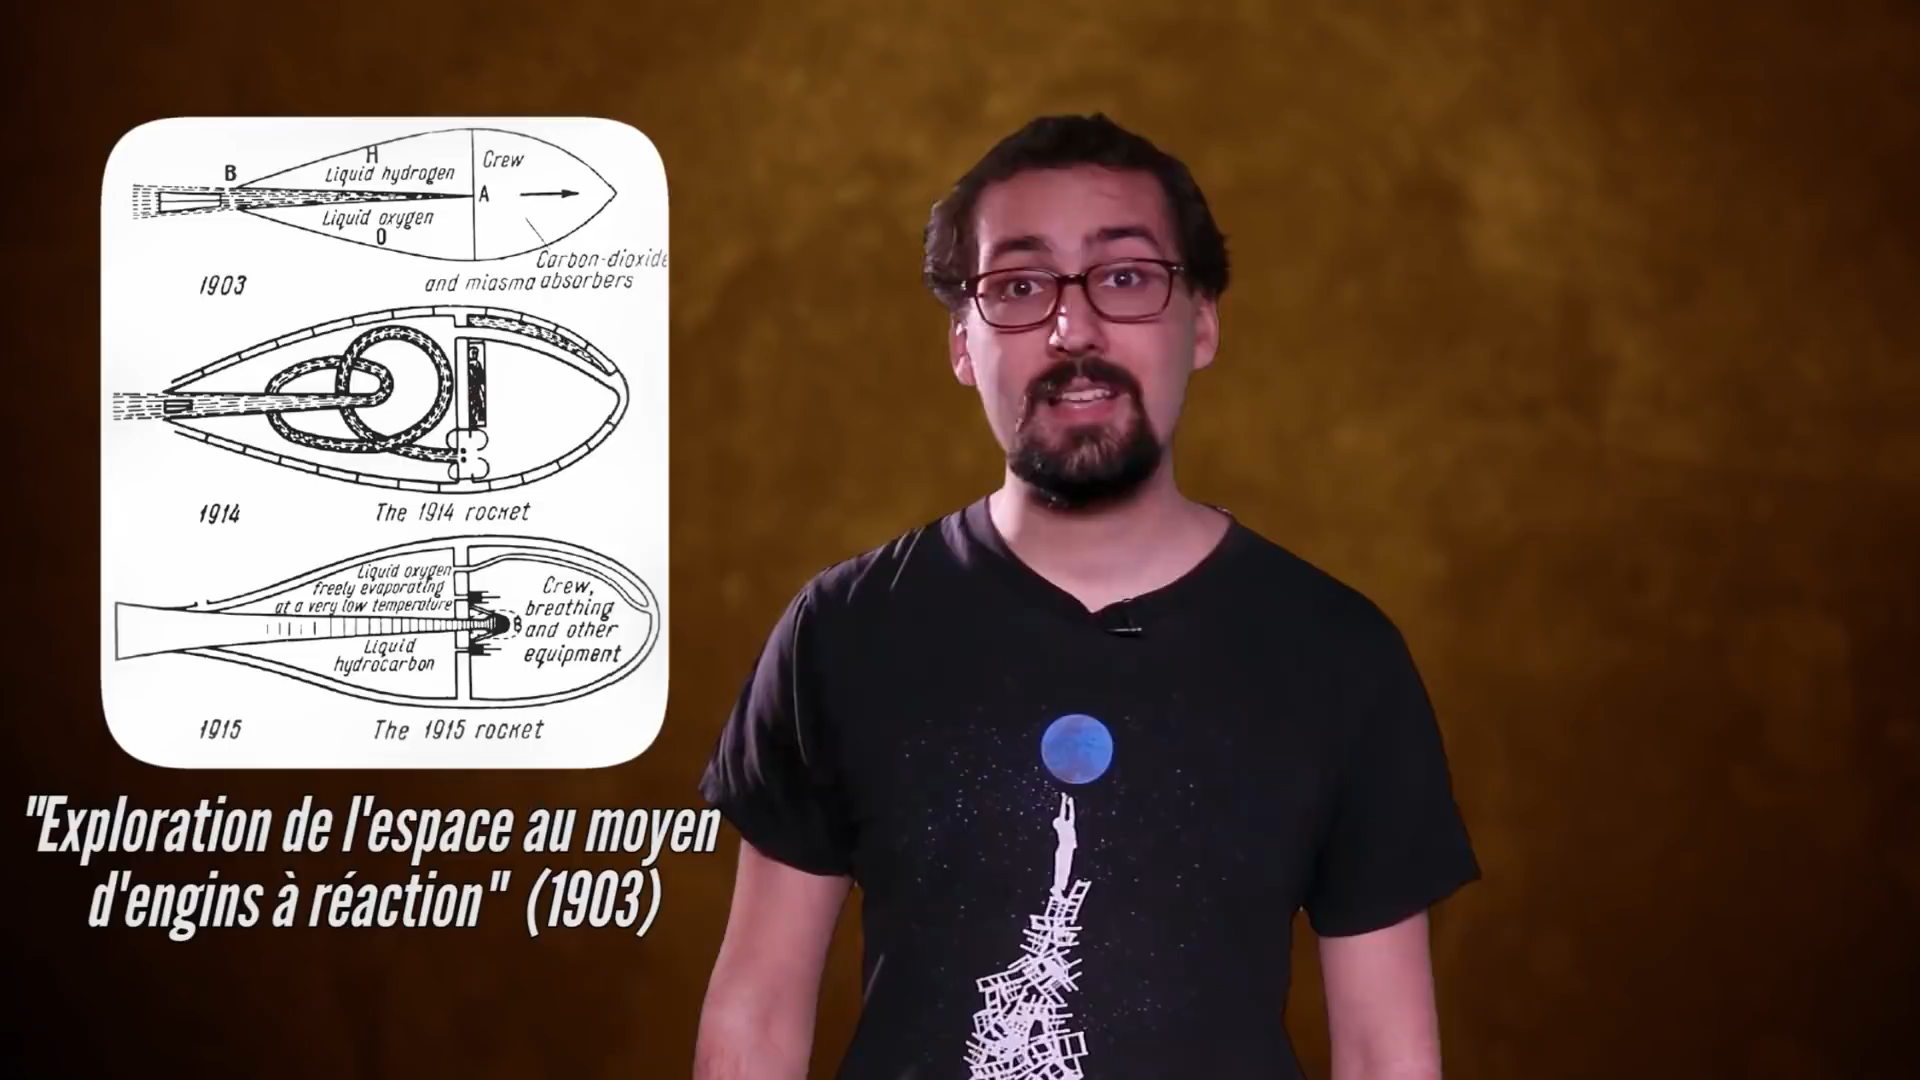 H
B
Liquid hydrogen
Crew
A
Liquid oxygen
O
Carbon-dioxide
and miasma absorbers
1903
1914
The 1914 rocket
Liquid oxygen
freely evaporating
at a very low temperature
Crew,
breathing
and other
equipment
B
Liquid
hydrocarbon
1915
The 1915 rocket
"Exploration de l'espace au moyen
d'engins à réaction" (1903)